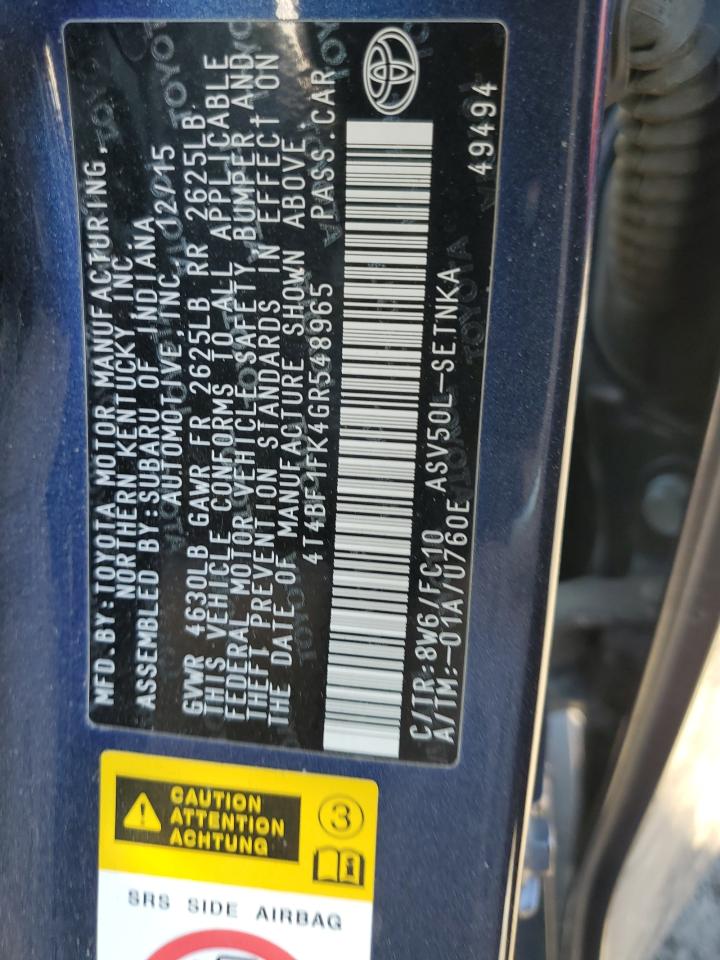 MFD.BY:TOYOTA MOTOR MANUFACTURING,
NORTHERN KENTUCKY INC.
ASSEMBLED BY:SUBARU OF INDIANA
AUTOMOTIVE,INC. 12/15
GVWR 4630LB GAWR FR 2625LB RR 2625LB
THIS VEHICLE CONFORMS TO ALL APPLICABLE
FEDERAL MOTOR VEHICLE SAFETY BUMPER AND
THEFT PREVENTION STANDARDS IN EFFECT ON
THE DATE OF MANUFACTURE SHOWN ABOVE.
4T4BF1FK4GR548965 PASS.CAR
C/TR:8W6/FC10 ASV50L-SETNKA
A/TM:-01A/U760E 49494
CAUTION
ATTENTION
ACHTUNG
3
SRS SIDE AIRBAG